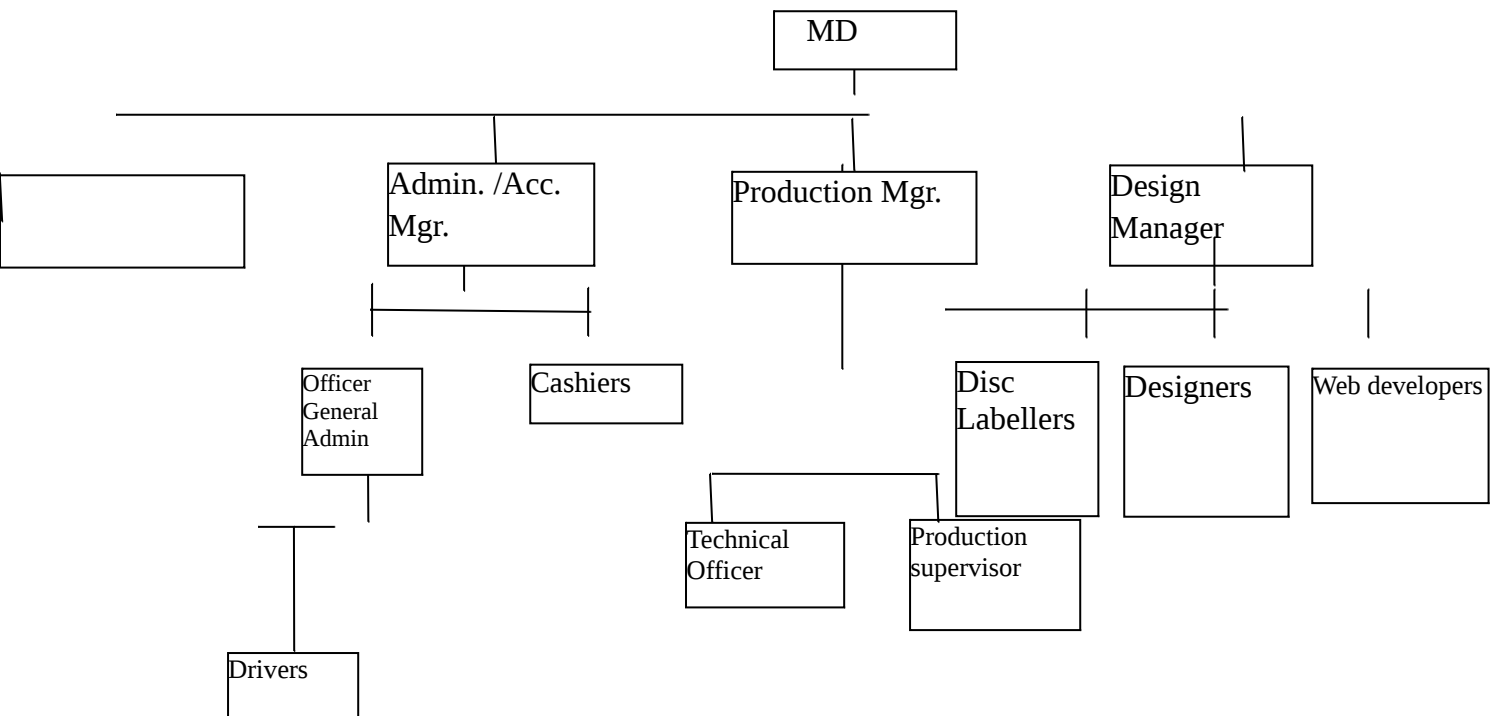 MD
Admin. /Acc.
Mgr.
Production Mgr.
Design
Manager
Officer
General
Admin
Cashiers
Disc
Labellers
Designers
Web developers
Technical
Officer
Production
supervisor
Drivers